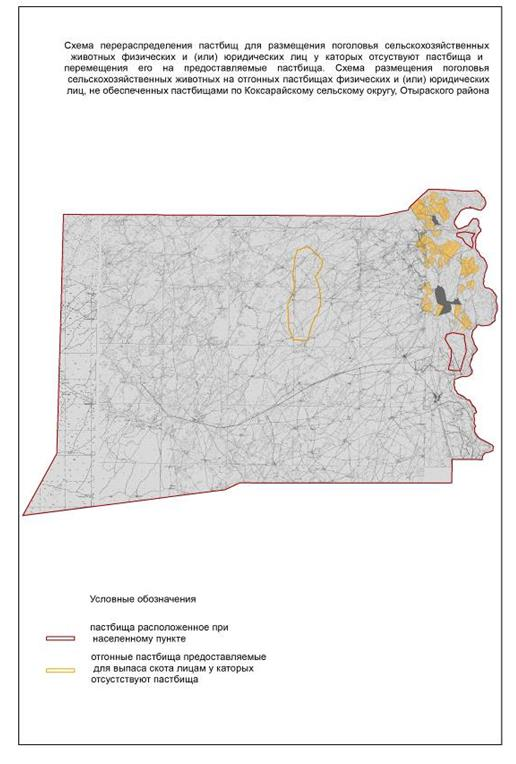 Схема перераспределения пастбищ для размещения поголовья сельскохозяйственных
животных физических и (или) юридических лиц у каторых отсуствуют пастбища и
перемещения его на предоставляемые пастбища. Схема размещения поголовья
сельскохозяйственных животных на отгонных пастбищах физических и (или) юридических
лиц, не обеспеченных пастбищами по Коксарайскому сельскому округу, Отыраского района
Условные обозначения
пастбища расположенное при
населенному пункте
отгонные пастбища предоставляемые
для выпаса скота лицам у каторых
отсустствуют пастбища